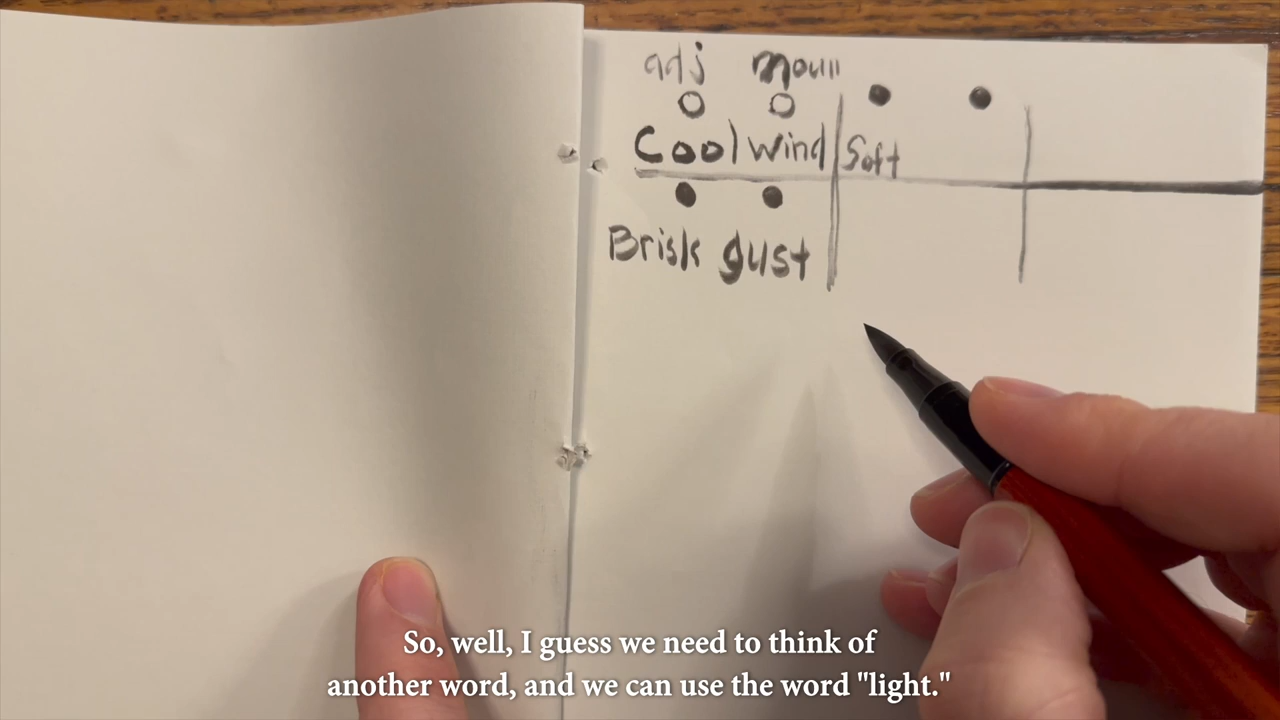 adj noun
Cool wind Soft
Brisk gust
So, well, I guess we need to think of
another word, and we can use the word "light."